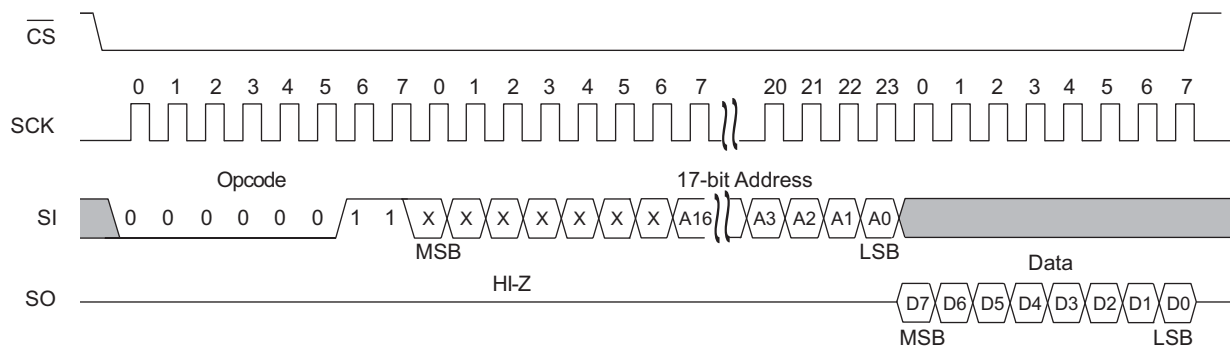 CS
0 1 2 3 4 5 6 7 0 1 2 3 4 5 6 7 20 21 22 23 0 1 2 3 4 5 6 7
SCK
Opcode 17-bit Address
SI 0 0 0 0 0 0 1 1 X X X X X X X A16 A3 A2 A1 A0
MSB LSB
HI-Z Data
SO D7 D6 D5 D4 D3 D2 D1 D0
MSB LSB